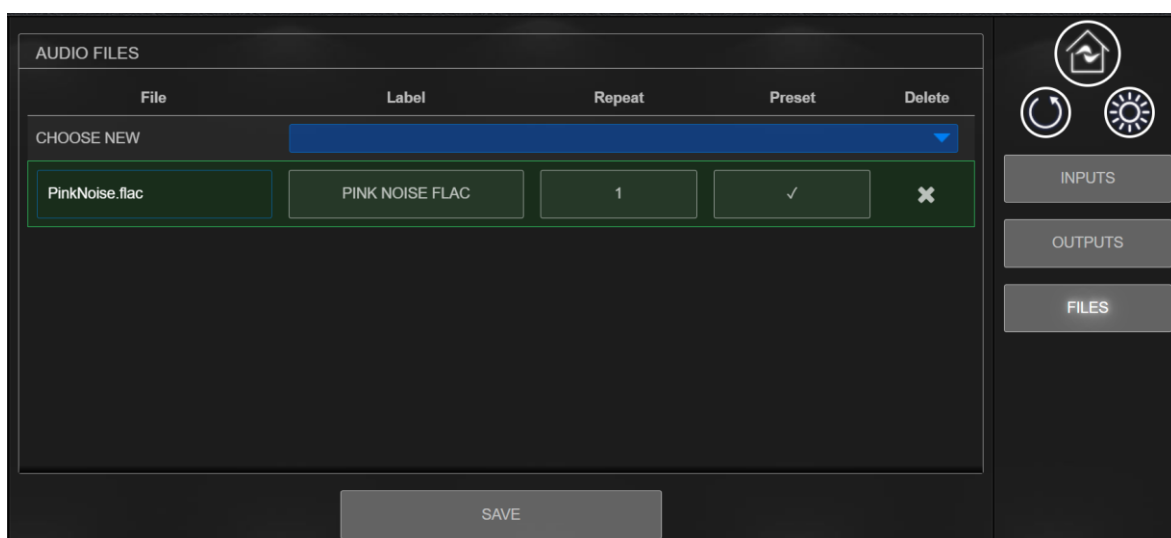 AUDIO FILES
File Label Repeat Preset Delete
CHOOSE NEW
PinkNoise.flac PINK NOISE FLAC 1 ✓ ✖
SAVE
INPUTS
OUTPUTS
FILES